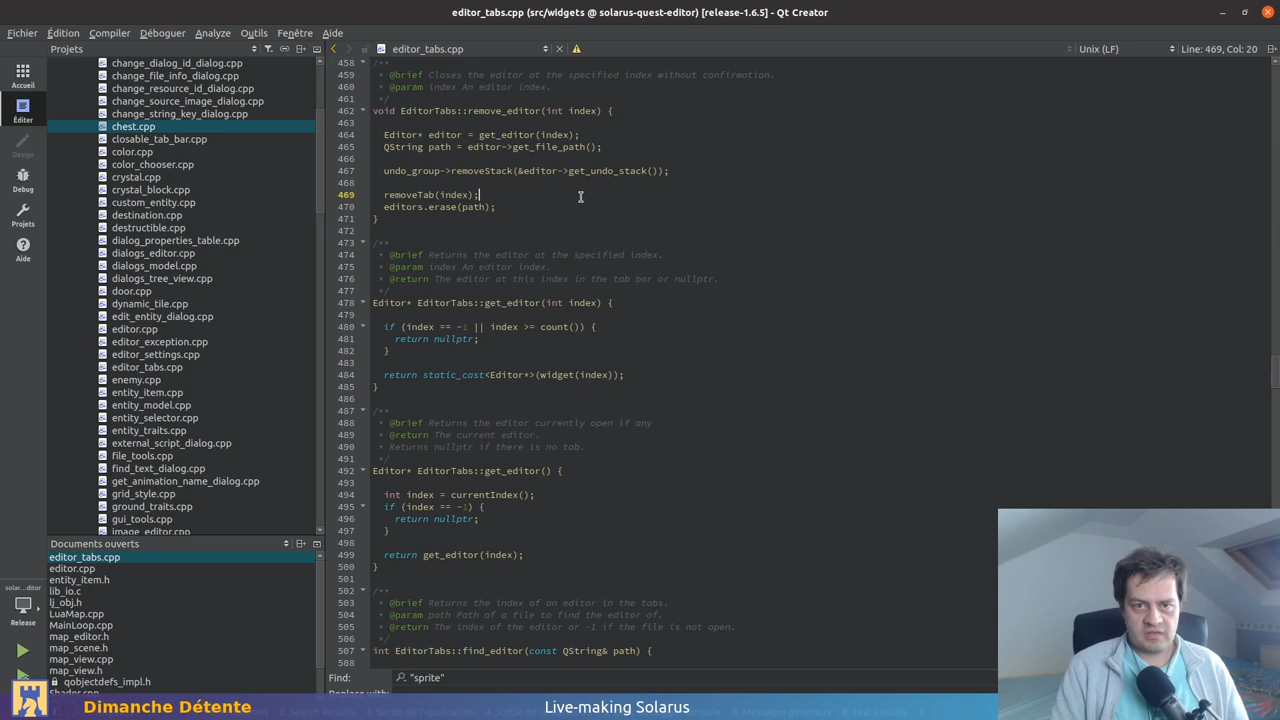 editor_tabs.cpp (src/widgets @ solarus-quest-editor) [release-1.6.5] - Qt Creator
Fichier Édition Compiler Déboguer Analyze Outils Fenêtre Aide
Projets
editor_tabs.cpp
Unix (LF)
Line: 469, Col: 20
Accueil
Éditer
Design
Debug
Projets
Aide
change_dialog_id_dialog.cpp
change_file_info_dialog.cpp
change_resource_id_dialog.cpp
change_source_image_dialog.cpp
change_string_key_dialog.cpp
chest.cpp
closable_tab_bar.cpp
color.cpp
color_chooser.cpp
crystal.cpp
crystal_block.cpp
custom_entity.cpp
destination.cpp
destructible.cpp
dialog_properties_table.cpp
dialogs_editor.cpp
dialogs_model.cpp
dialogs_tree_view.cpp
door.cpp
dynamic_tile.cpp
edit_entity_dialog.cpp
editor.cpp
editor_exception.cpp
editor_settings.cpp
editor_tabs.cpp
enemy.cpp
entity_item.cpp
entity_model.cpp
entity_selector.cpp
entity_traits.cpp
external_script_dialog.cpp
file_tools.cpp
find_text_dialog.cpp
get_animation_name_dialog.cpp
grid_style.cpp
ground_traits.cpp
gui_tools.cpp
image_editor.cpp
Documents ouverts
editor_tabs.cpp
editor.cpp
entity_item.h
lib_io.c
lj_obj.h
LuaMap.cpp
MainLoop.cpp
map_editor.h
map_scene.h
map_view.cpp
map_view.h
qobjectdefs_impl.h
Shader.cpp
solar...ditor
Release
458 /**
459 * @brief Closes the editor at the specified index without confirmation.
460 * @param index An editor index.
461 */
462 void EditorTabs::remove_editor(int index) {
463
464 Editor* editor = get_editor(index);
465 QString path = editor->get_file_path();
466
467 undo_group->removeStack(&editor->get_undo_stack());
468
469 removeTab(index);
470 editors.erase(path);
471 }
472
473 /**
474 * @brief Returns the editor at the specified index.
475 * @param index An editor index.
476 * @return The editor at this index in the tab bar or nullptr.
477 */
478 Editor* EditorTabs::get_editor(int index) {
479
480 if (index == -1 || index >= count()) {
481 return nullptr;
482 }
483
484 return static_cast<Editor*>(widget(index));
485 }
486
487 /**
488 * @brief Returns the editor currently open if any
489 * @return The current editor.
490 * Returns nullptr if there is no tab.
491 */
492 Editor* EditorTabs::get_editor() {
493
494 int index = currentIndex();
495 if (index == -1) {
496 return nullptr;
497 }
498
499 return get_editor(index);
500 }
501
502 /**
503 * @brief Returns the index of an editor in the tabs.
504 * @param path Path of a file to find the editor of.
505 * @return The index of the editor or -1 if the file is not open.
506 */
507 int EditorTabs::find_editor(const QString& path) {
508
Find: "sprite"
Replace with:
Dimanche Détente
Live-making Solarus